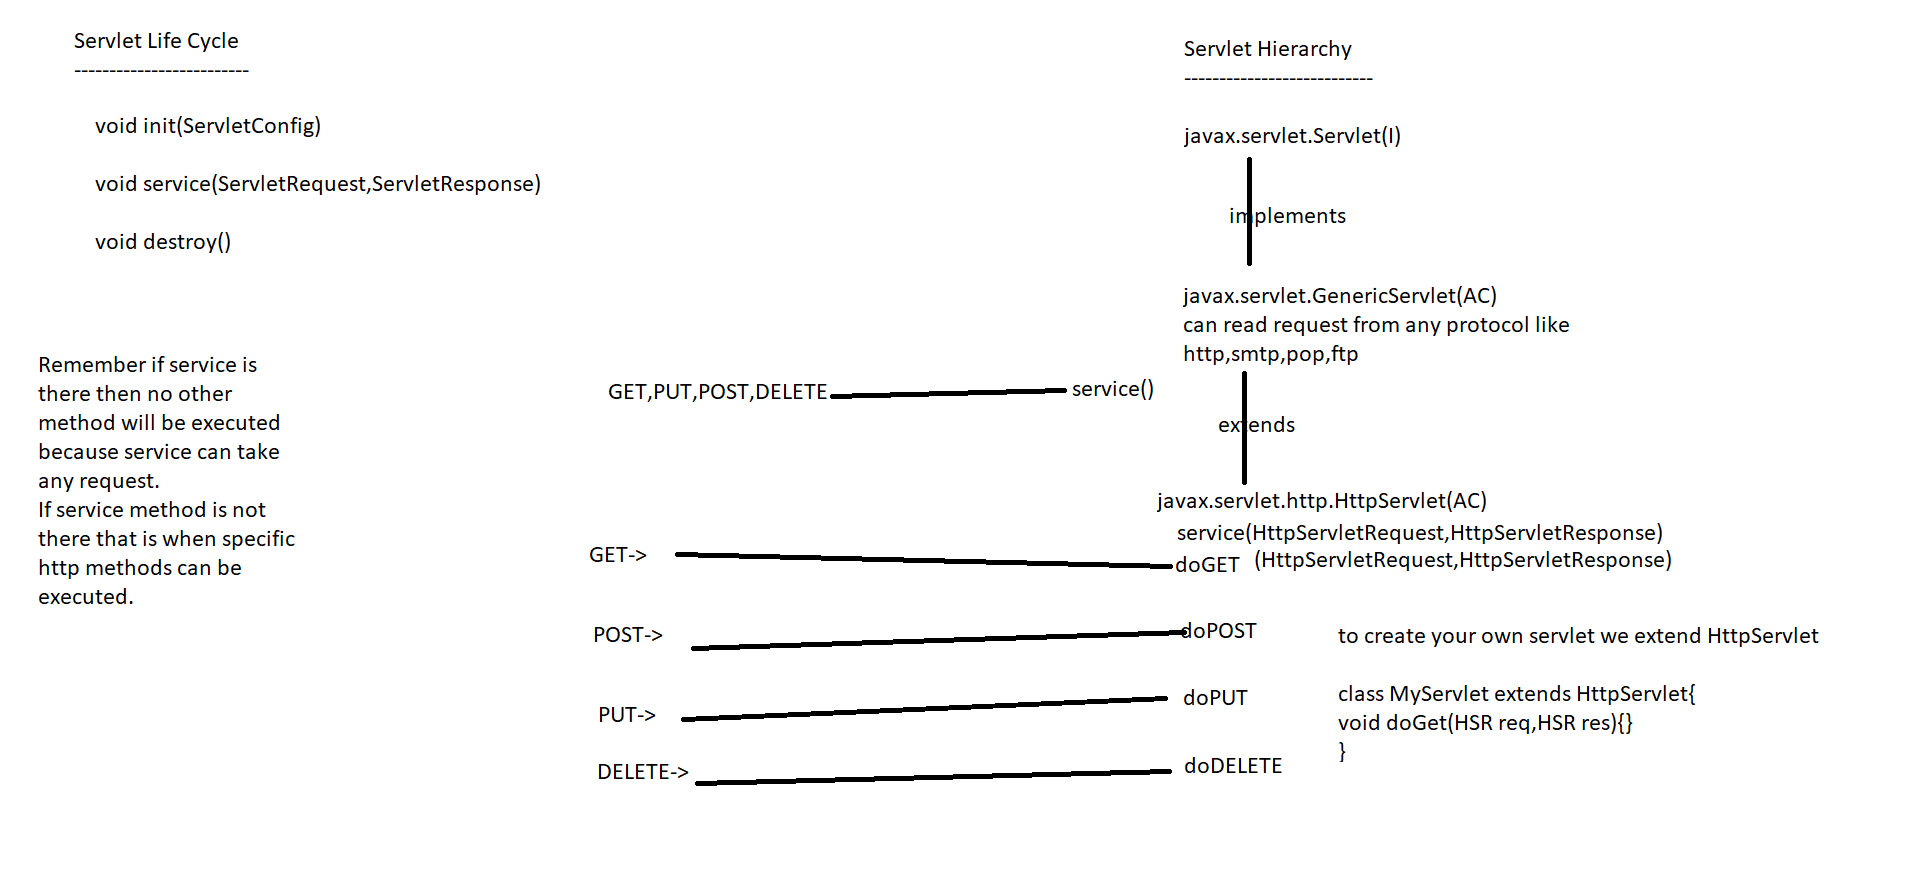 Servlet Life Cycle
-------------------------
void init(ServletConfig)
void service(ServletRequest,ServletResponse)
void destroy()
Remember if service is
there then no other
method will be executed
because service can take
any request.
If service method is not
there that is when specific
http methods can be
executed.
Servlet Hierarchy
---------------------------
javax.servlet.Servlet(I)
implements
javax.servlet.GenericServlet(AC)
can read request from any protocol like
http,smtp,pop,ftp
GET,PUT,POST,DELETE service()
extends
javax.servlet.http.HttpServlet(AC)
service(HttpServletRequest,HttpServletResponse)
GET-> doGET (HttpServletRequest,HttpServletResponse)
POST-> doPOST
PUT-> doPUT
DELETE-> doDELETE
to create your own servlet we extend HttpServlet
class MyServlet extends HttpServlet{
void doGet(HSR req,HSR res){}
}